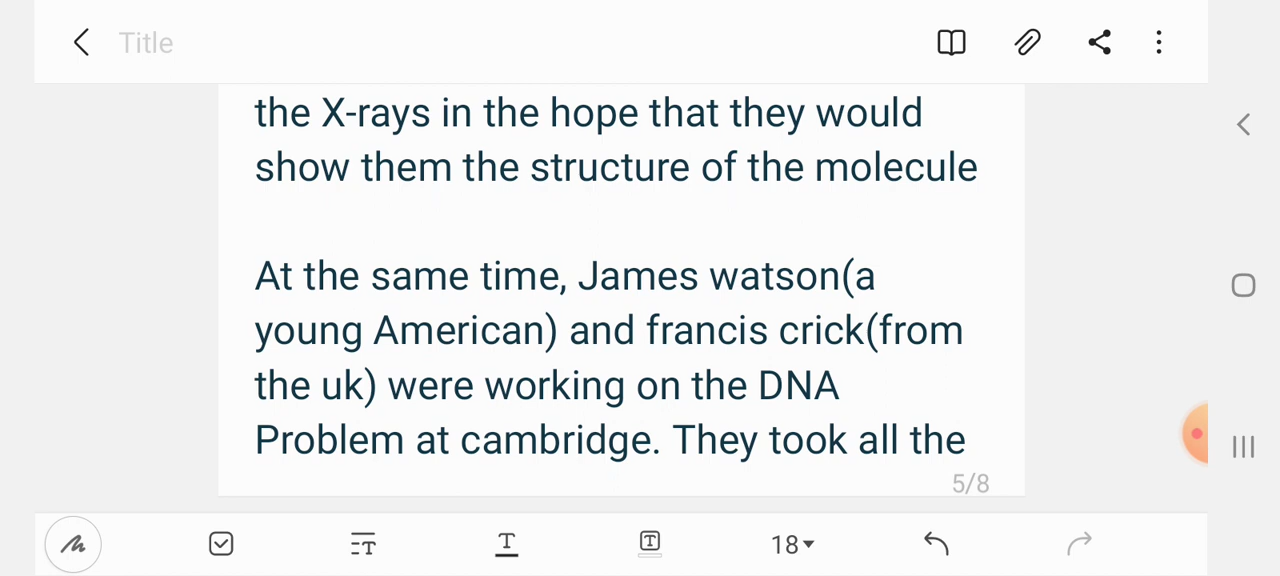 Title
the X-rays in the hope that they would
show them the structure of the molecule
At the same time, James watson(a
young American) and francis crick(from
the uk) were working on the DNA
Problem at cambridge. They took all the
5/8
18